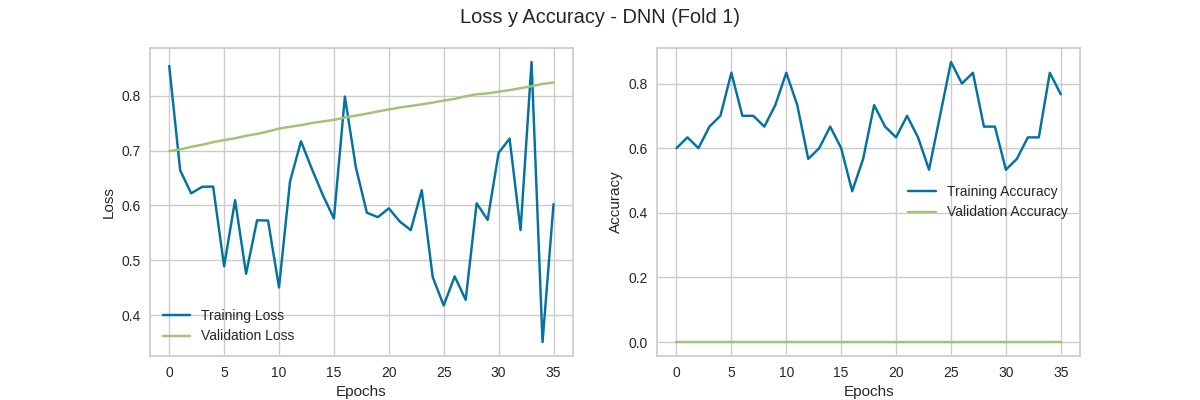 Loss y Accuracy - DNN (Fold 1)
Loss
0.8
0.7
0.6
0.5
0.4
Training Loss
Validation Loss
0 5 10 15 20 25 30 35
Epochs
Accuracy
0.8
0.6
0.4
0.2
0.0
Training Accuracy
Validation Accuracy
0 5 10 15 20 25 30 35
Epochs